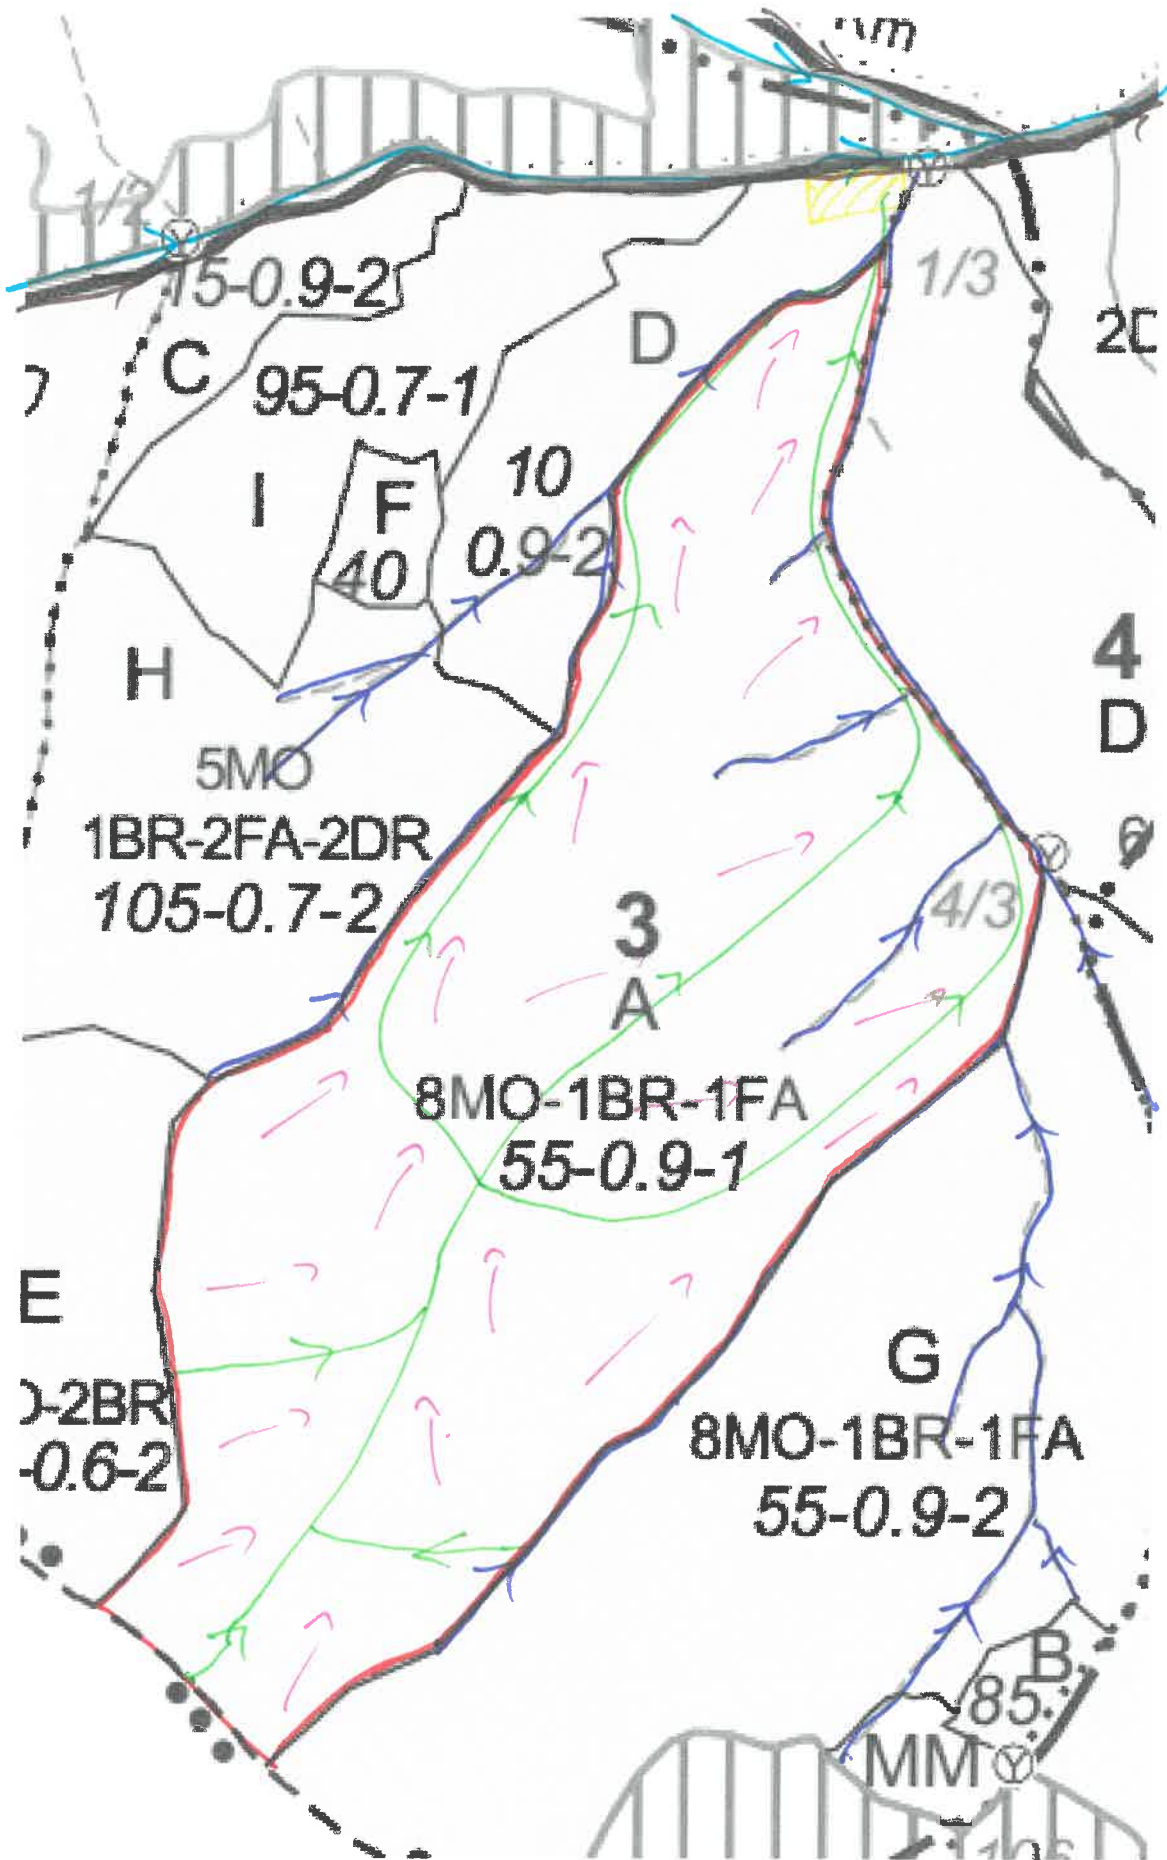 Km
1/2
Y
Y
15-0.9-2
1/3
C
D
95-0.7-1
I
F
40
10
0.9-2
4
D
H
5MO
1BR-2FA-2DR
105-0.7-2
Y
3
A
4/3
8MO-1BR-1FA
55-0.9-1
E
-2BR
-0.6-2
G
8MO-1BR-1FA
55-0.9-2
B
85
MM
Y